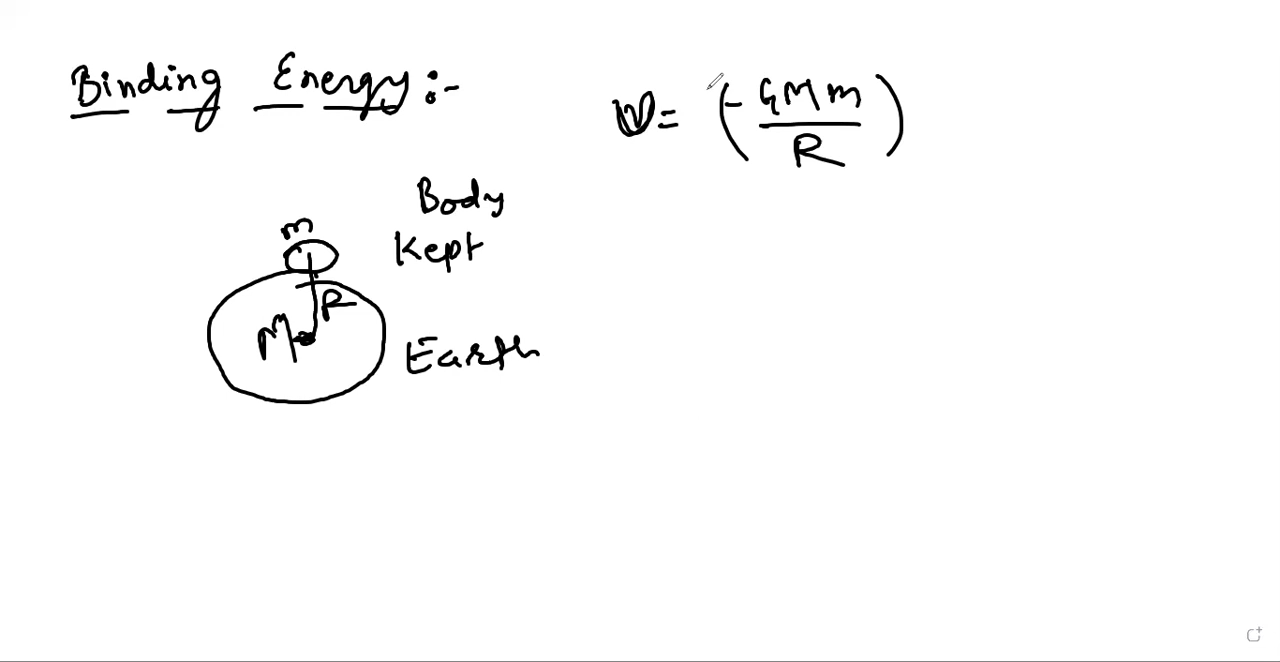 Binding Energy :-
U = (- GMm / R)
Body
m
Kept
R
M
Earth